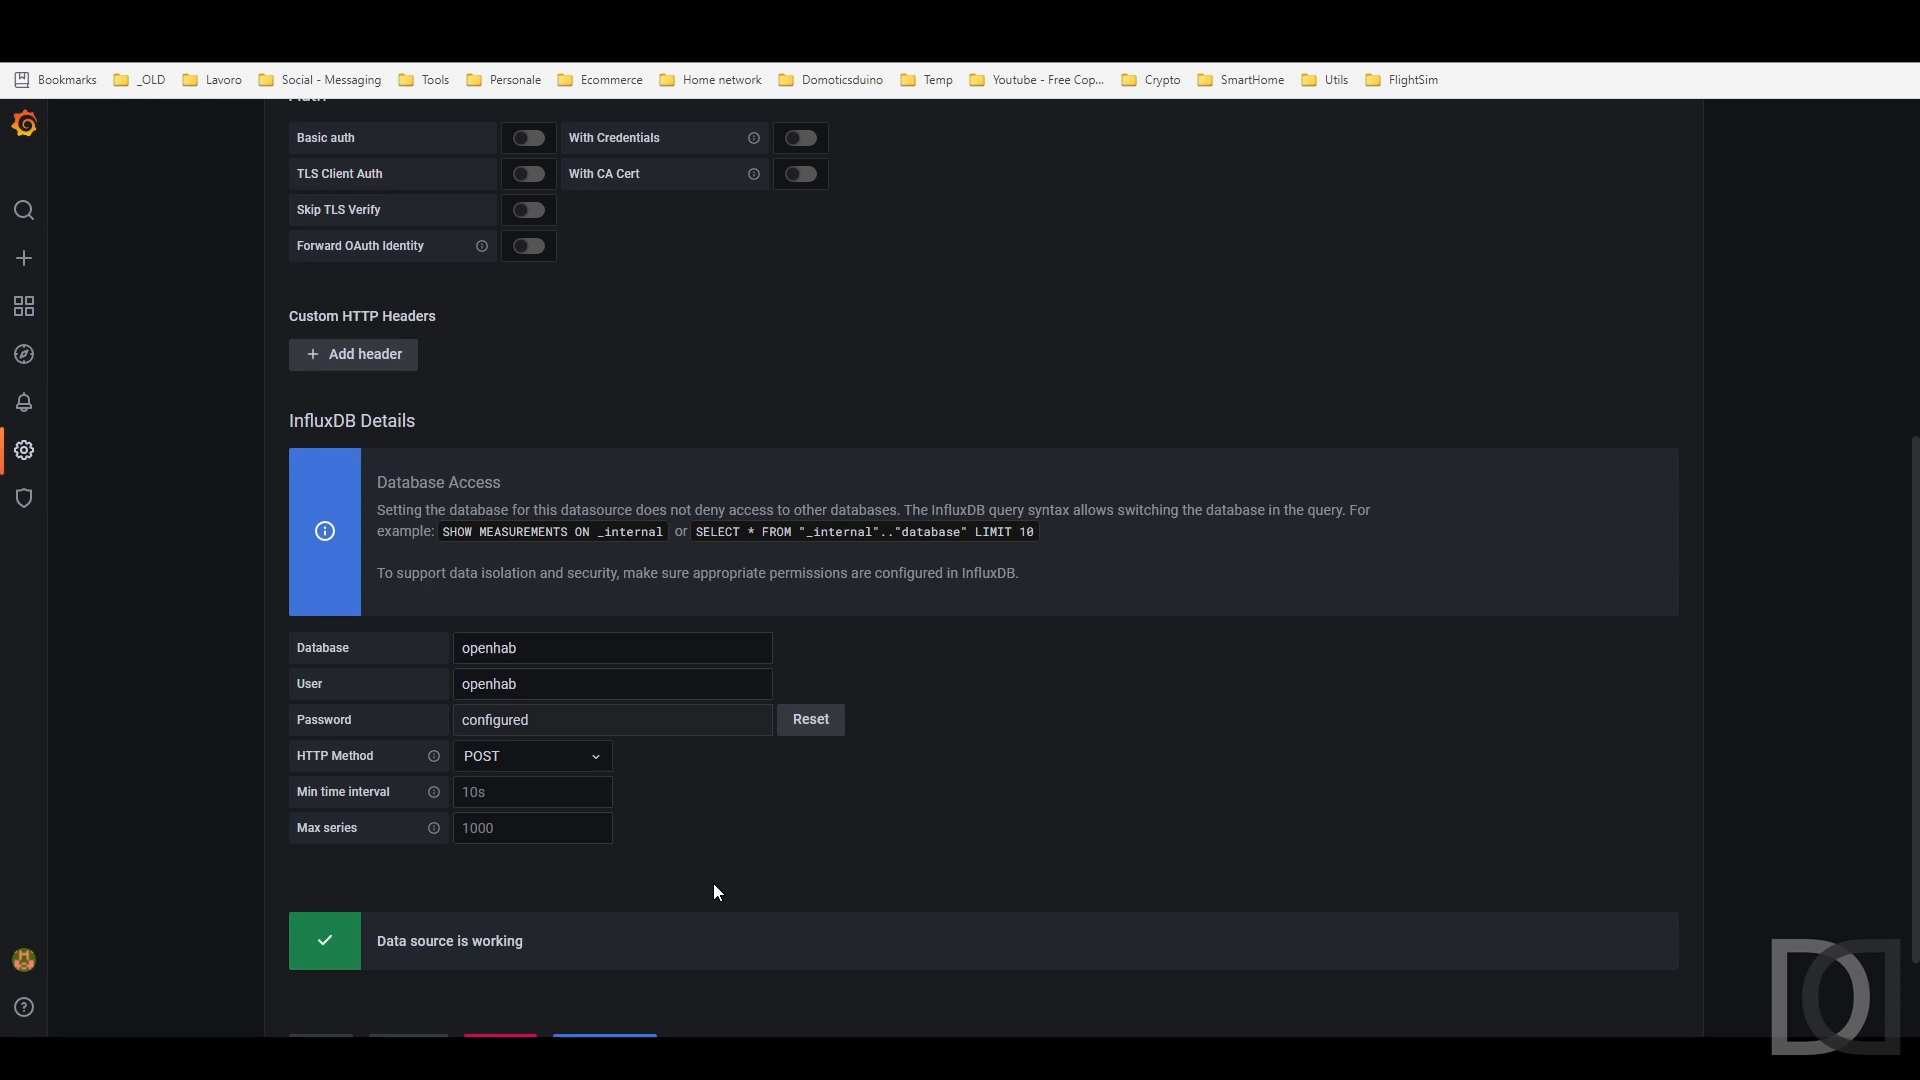 Bookmarks _OLD Lavoro Social - Messaging Tools Personale Ecommerce Home network Domoticsduino Temp Youtube - Free Cop... Crypto SmartHome Utils FlightSim
Auth
Basic auth With Credentials
TLS Client Auth With CA Cert
Skip TLS Verify
Forward OAuth Identity
Custom HTTP Headers
+ Add header
InfluxDB Details
Database Access
Setting the database for this datasource does not deny access to other databases. The InfluxDB query syntax allows switching the database in the query. For
example: SHOW MEASUREMENTS ON _internal or SELECT * FROM "_internal".."database" LIMIT 10
To support data isolation and security, make sure appropriate permissions are configured in InfluxDB.
Database openhab
User openhab
Password configured Reset
HTTP Method POST
Min time interval 10s
Max series 1000
Data source is working